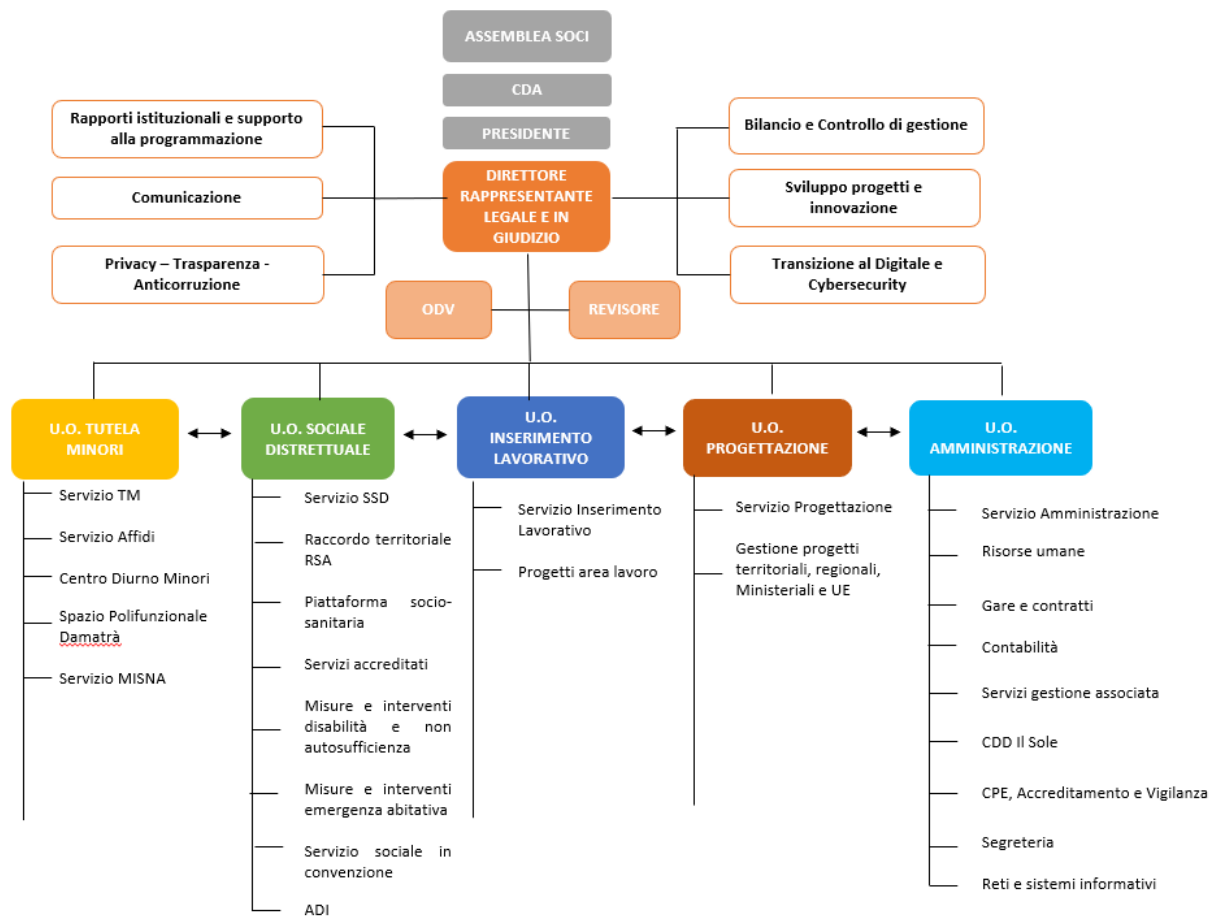 ASSEMBLEA SOCI
CDA
PRESIDENTE
DIRETTORE
RAPPRESENTANTE
LEGALE E IN
GIUDIZIO
Rapporti istituzionali e supporto
alla programmazione
Comunicazione
Privacy – Trasparenza -
Anticorruzione
Bilancio e Controllo di gestione
Sviluppo progetti e
innovazione
Transizione al Digitale e
Cybersecurity
ODV
REVISORE
U.O. TUTELA
MINORI
Servizio TM
Servizio Affidi
Centro Diurno Minori
Spazio Polifunzionale
Damatrà
Servizio MISNA
U.O. SOCIALE
DISTRETTUALE
Servizio SSD
Raccordo territoriale
RSA
Piattaforma socio-
sanitaria
Servizi accreditati
Misure e interventi
disabilità e non
autosufficienza
Misure e interventi
emergenza abitativa
Servizio sociale in
convenzione
ADI
U.O.
INSERIMENTO
LAVORATIVO
Servizio Inserimento
Lavorativo
Progetti area lavoro
U.O.
PROGETTAZIONE
Servizio Progettazione
Gestione progetti
territoriali, regionali,
Ministeriali e UE
U.O.
AMMINISTRAZIONE
Servizio Amministrazione
Risorse umane
Gare e contratti
Contabilità
Servizi gestione associata
CDD Il Sole
CPE, Accreditamento e Vigilanza
Segreteria
Reti e sistemi informativi